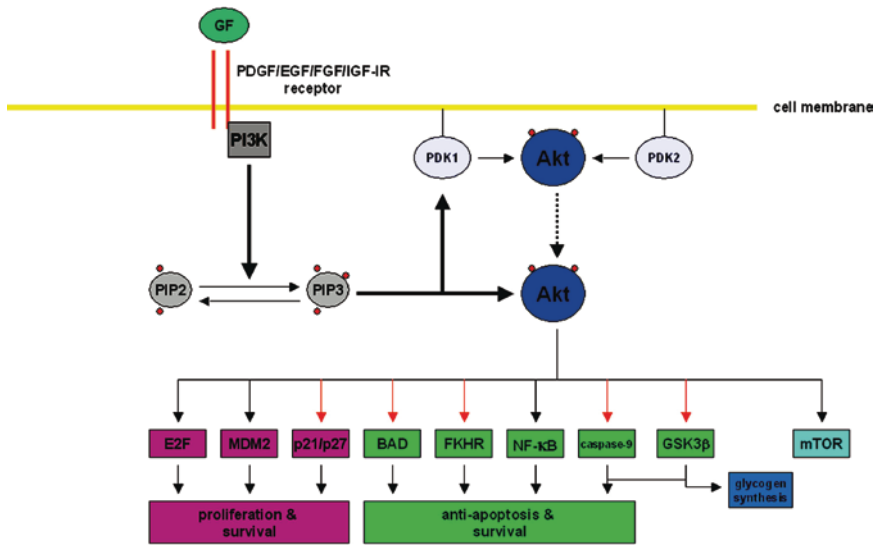 GF
PDGF/EGF/FGF/IGF-IR
receptor
cell membrane
PI3K
PDK1
Akt
PDK2
PIP2
PIP3
Akt
E2F
MDM2
p21/p27
BAD
FKHR
NF-κB
caspase-9
GSK3β
mTOR
glycogen
synthesis
proliferation &
survival
anti-apoptosis &
survival